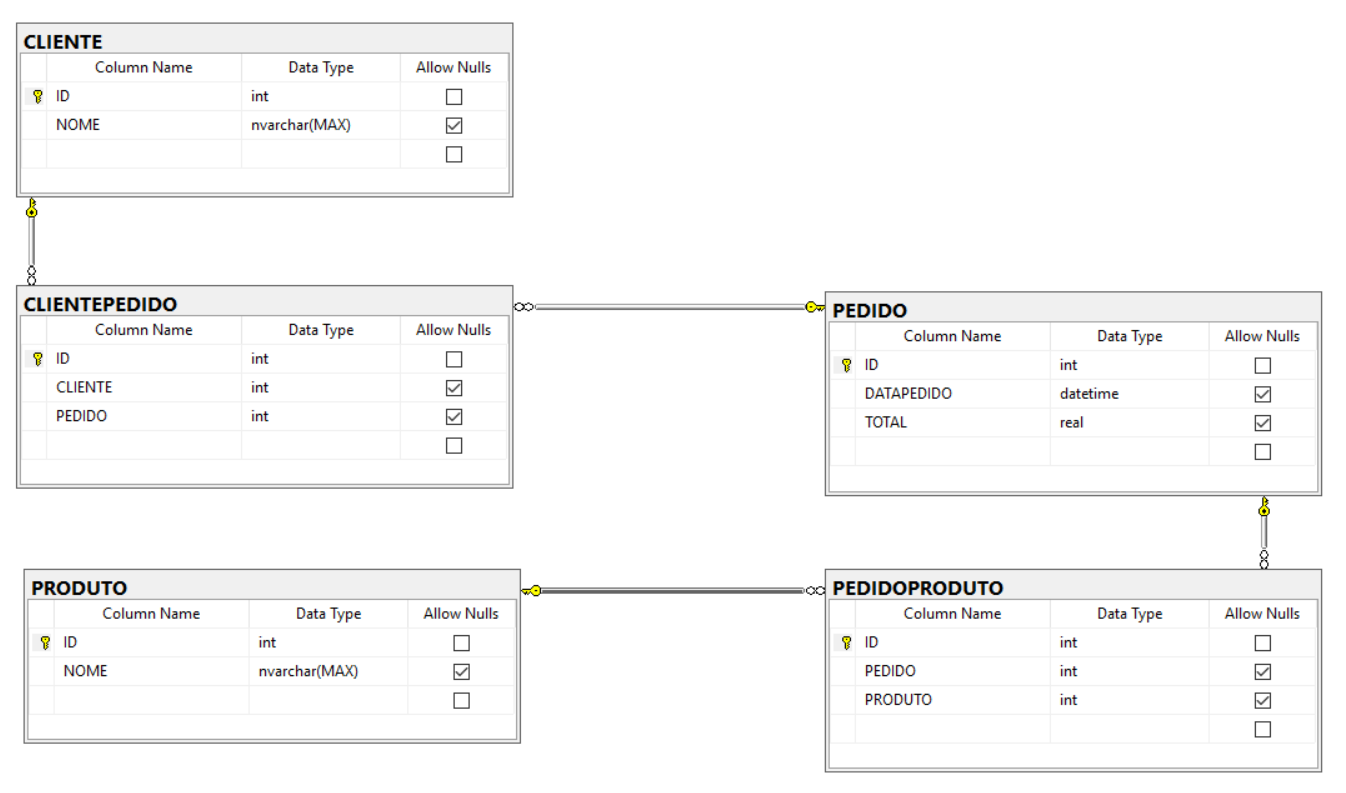 CLIENTE
Column Name Data Type Allow Nulls
ID int
NOME nvarchar(MAX)
CLIENTEPEDIDO
Column Name Data Type Allow Nulls
ID int
CLIENTE int
PEDIDO int
PEDIDO
Column Name Data Type Allow Nulls
ID int
DATAPEDIDO datetime
TOTAL real
PRODUTO
Column Name Data Type Allow Nulls
ID int
NOME nvarchar(MAX)
PEDIDOPRODUTO
Column Name Data Type Allow Nulls
ID int
PEDIDO int
PRODUTO int